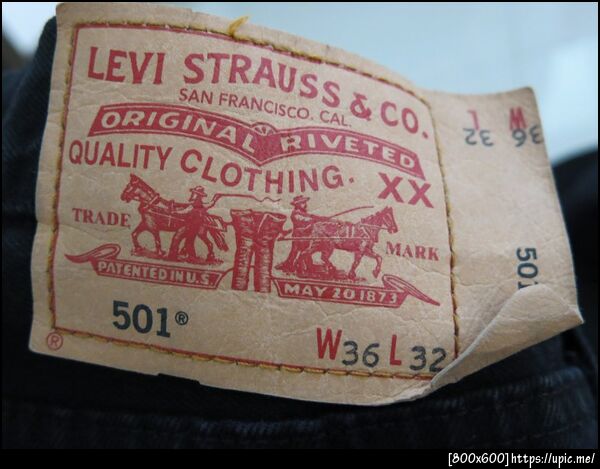 LEVI STRAUSS & CO.
SAN FRANCISCO, CAL.
ORIGINAL RIVETED
QUALITY CLOTHING. XX
TRADE MARK
PATENTED IN U.S. MAY 20 1873
501®
W36 L32
®
W L
36 32
501
[800x600]https://upic.me/